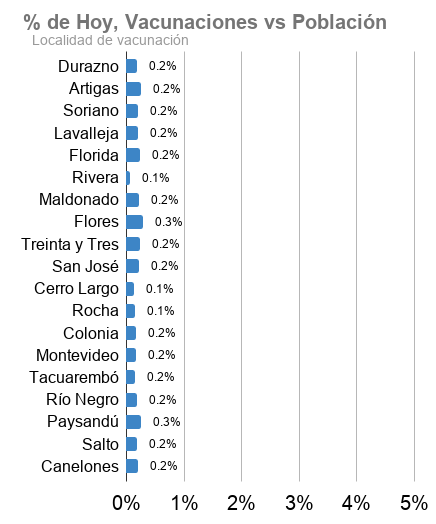 % de Hoy, Vacunaciones vs Población
Localidad de vacunación
Durazno 0.2%
Artigas 0.2%
Soriano 0.2%
Lavalleja 0.2%
Florida 0.2%
Rivera 0.1%
Maldonado 0.2%
Flores 0.3%
Treinta y Tres 0.2%
San José 0.2%
Cerro Largo 0.1%
Rocha 0.1%
Colonia 0.2%
Montevideo 0.2%
Tacuarembó 0.2%
Río Negro 0.2%
Paysandú 0.3%
Salto 0.2%
Canelones 0.2%
0% 1% 2% 3% 4% 5%